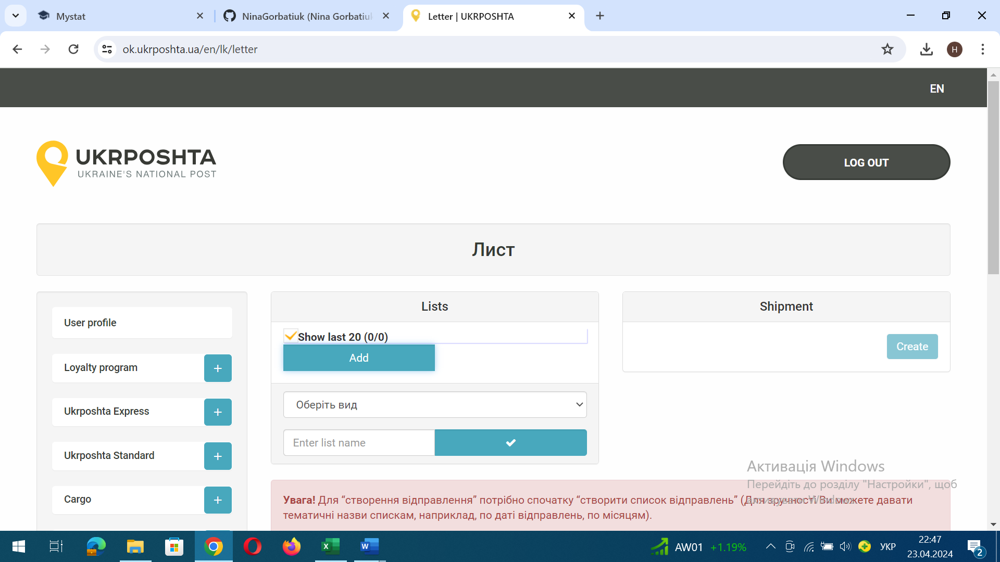 Mystat
NinaGorbatiuk (Nina Gorbatiuk
Letter | UKRPOSHTA
ok.ukrposhta.ua/en/lk/letter
H
EN
UKRPOSHTA
UKRAINE'S NATIONAL POST
LOG OUT
Лист
User profile
Loyalty program
+
Ukrposhta Express
+
Ukrposhta Standard
+
Cargo
+
Lists
Show last 20 (0/0)
Add
Оберіть вид
Enter list name
Shipment
Create
Увага! Для “створення відправлення” потрібно спочатку “створити список відправлень” (Для зручності Ви можете давати
тематичні назви спискам, наприклад, по даті відправлень, по місяцям).
Активація Windows
Перейдіть до розділу "Настройки", щоб
активувати Windows.
AW01 +1.19%
УКР
22:47
23.04.2024
2